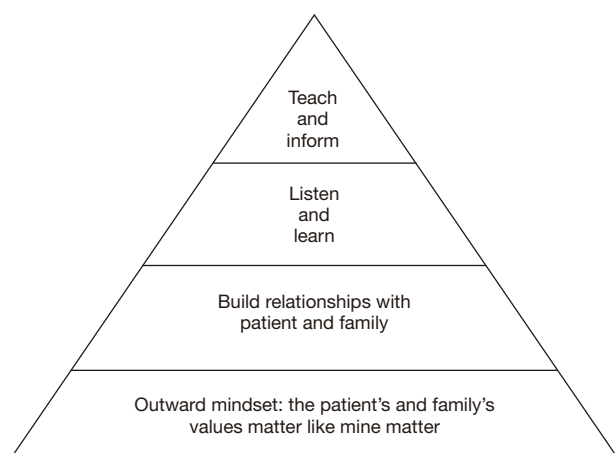 Teach
and
inform
Listen
and
learn
Build relationships with
patient and family
Outward mindset: the patient’s and family’s
values matter like mine matter